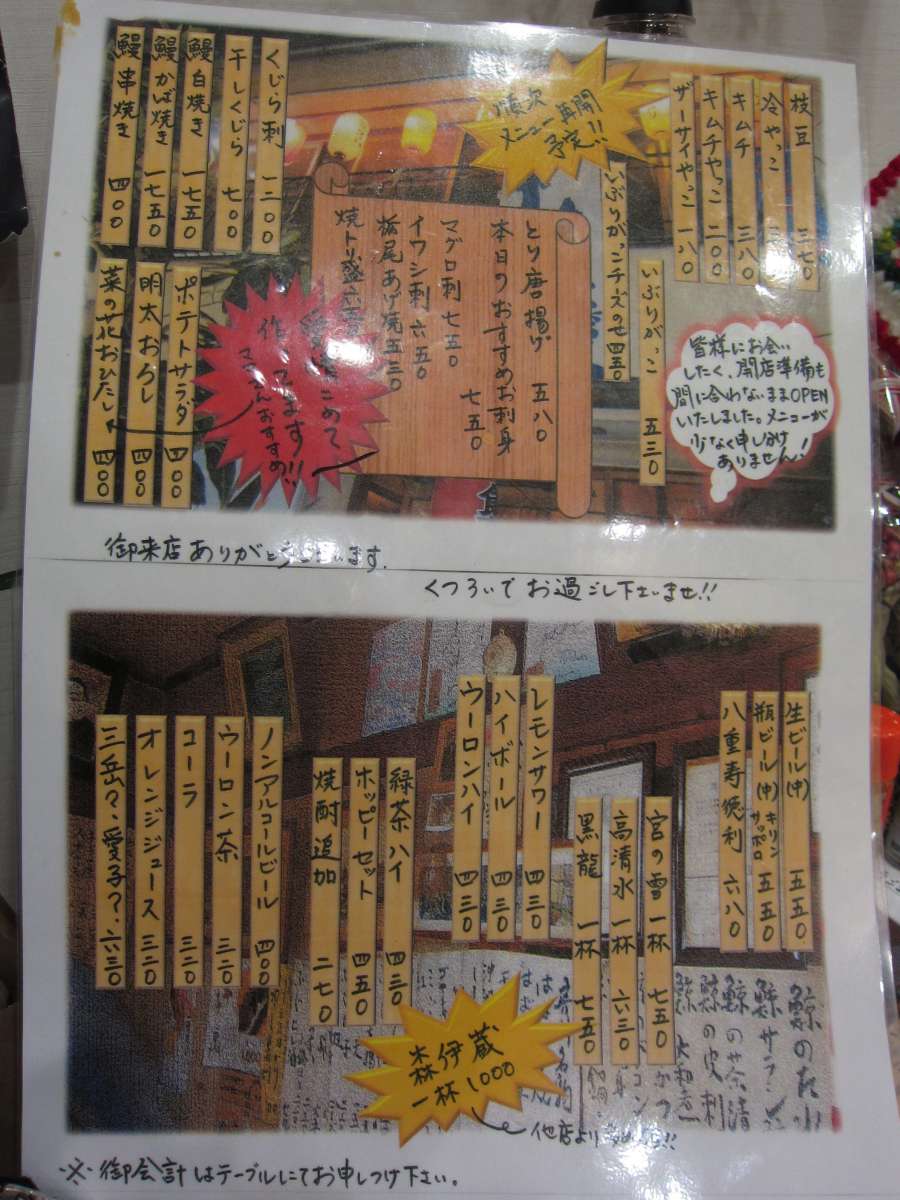 枝豆 三七〇
冷やっこ
キムチ 三八〇
キムチやっこ 二〇〇
ザーサイやっこ 一八〇
順次
メニュー再開
予定!!
いぶりがっこ 五三〇
いぶりがっこチーズのせ 四五〇
とり唐揚げ 五八〇
本日のおすすめお刺身
七五〇
マグロ刺 七五〇
イワシ刺 六五〇
栃尾あげ焼 五三〇
焼トリ盛
くじら刺 一二〇〇
干しくじら 七〇〇
鰻白焼き 一七五〇
鰻かば焼き 一七五〇
鰻串焼き 四〇〇
ポテトサラダ 四〇〇
明太おろし 四〇〇
菜の花おひたし 四〇〇
愛情こめて
作ってます!!
ママさんおすすめ!
皆様にお会い
したく、開店準備も
間に合わないままOPEN
いたしました。メニューが
少なく申し訳
ありません!
御来店ありがとうございます.
くつろいでお過ごし下さいませ!!
生ビール(中) 五五〇
瓶ビール(中) キリン サッポロ 五五〇
八重寿徳利 六八〇
宮の雪一杯 七五〇
高清水一杯 六三〇
黒龍一杯 七五〇
レモンサワー 四三〇
ハイボール 四三〇
ウーロンハイ 四三〇
緑茶ハイ 四三〇
ホッピーセット 四五〇
焼酎追加 二七〇
ノンアルコールビール 四〇〇
ウーロン茶 三三〇
コーラ 三三〇
オレンジジュース 三三〇
三岳山?・愛子?・六三〇
森伊蔵
一杯1000
他店より
※御会計はテーブルにてお申しつけ下さい。